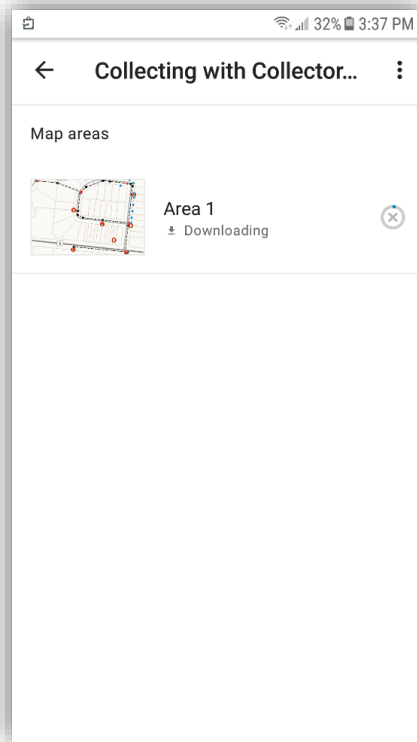 32% 3:37 PM
Collecting with Collector...
Map areas
Area 1
Downloading